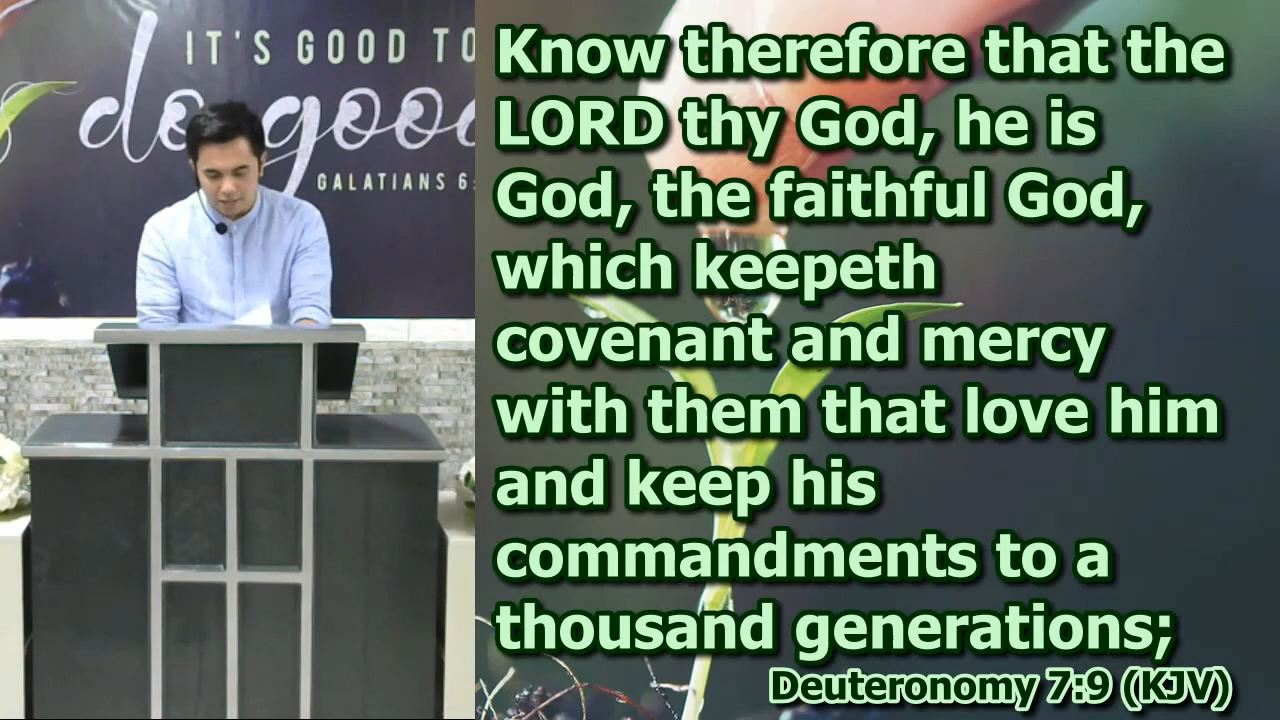 IT'S GOOD TO
do good
GALATIANS 6:
Know therefore that the
LORD thy God, he is
God, the faithful God,
which keepeth
covenant and mercy
with them that love him
and keep his
commandments to a
thousand generations;
Deuteronomy 7:9 (KJV)